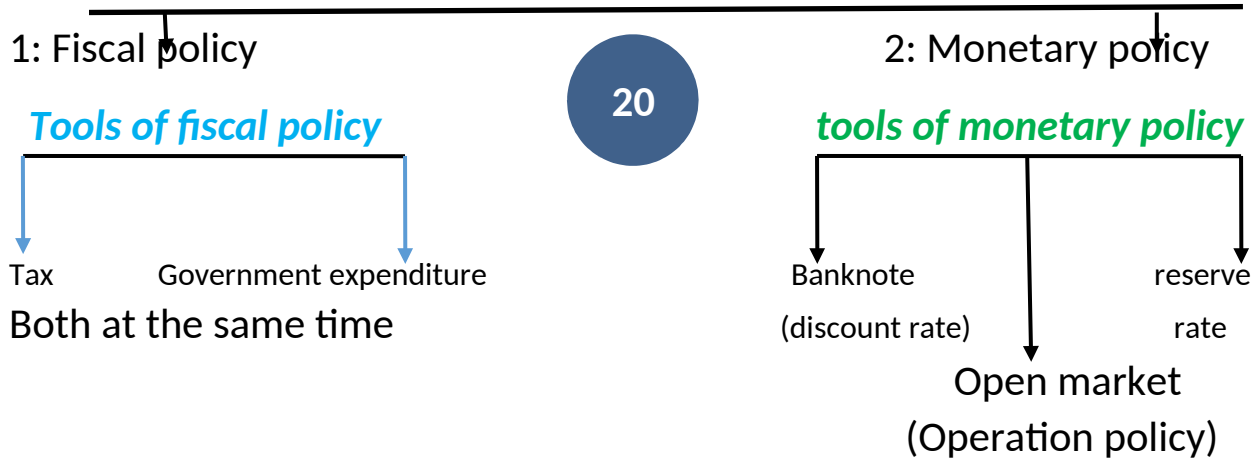 1: Fiscal policy
2: Monetary policy
20
Tools of fiscal policy
tools of monetary policy
Tax
Government expenditure
Banknote
reserve
Both at the same time
(discount rate)
rate
Open market
(Operation policy)